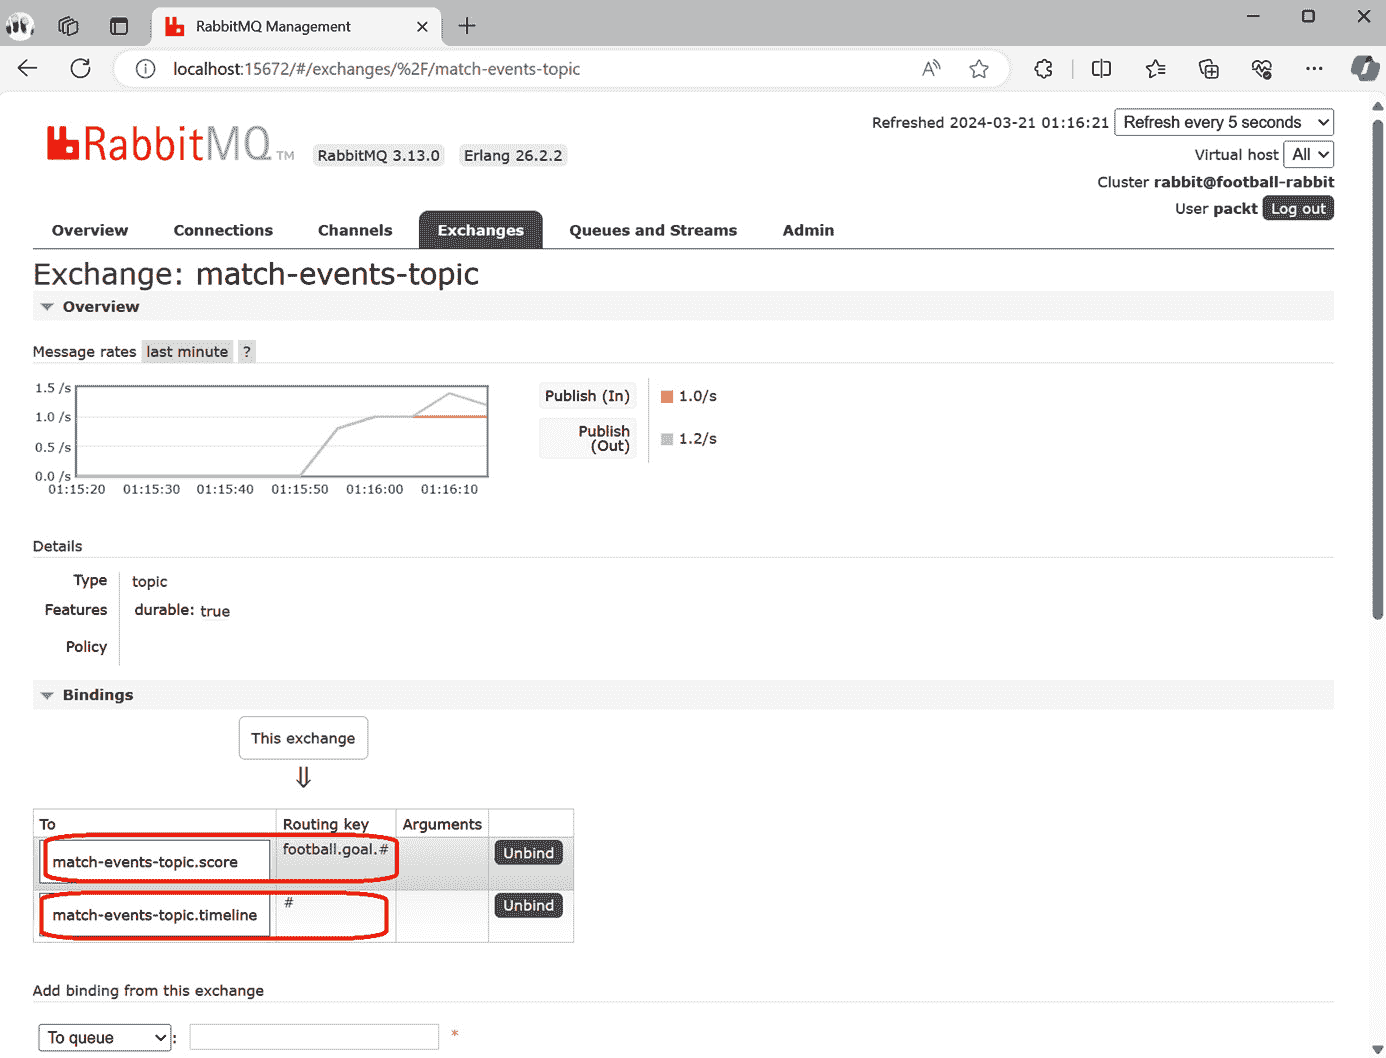 RabbitMQ Management
localhost:15672/#/exchanges/%2F/match-events-topic
RabbitMQ TM
RabbitMQ 3.13.0
Erlang 26.2.2
Refreshed 2024-03-21 01:16:21
Refresh every 5 seconds
Virtual host All
Cluster rabbit@football-rabbit
User packt Log out
Overview Connections Channels Exchanges Queues and Streams Admin
Exchange: match-events-topic
Overview
Message rates last minute ?
1.5 /s
1.0 /s
0.5 /s
0.0 /s
01:15:20 01:15:30 01:15:40 01:15:50 01:16:00 01:16:10
Publish (In) 1.0/s
Publish
(Out) 1.2/s
Details
Type topic
Features durable: true
Policy
Bindings
This exchange
⇓
To Routing key Arguments
match-events-topic.score football.goal.# Unbind
match-events-topic.timeline # Unbind
Add binding from this exchange
To queue : *